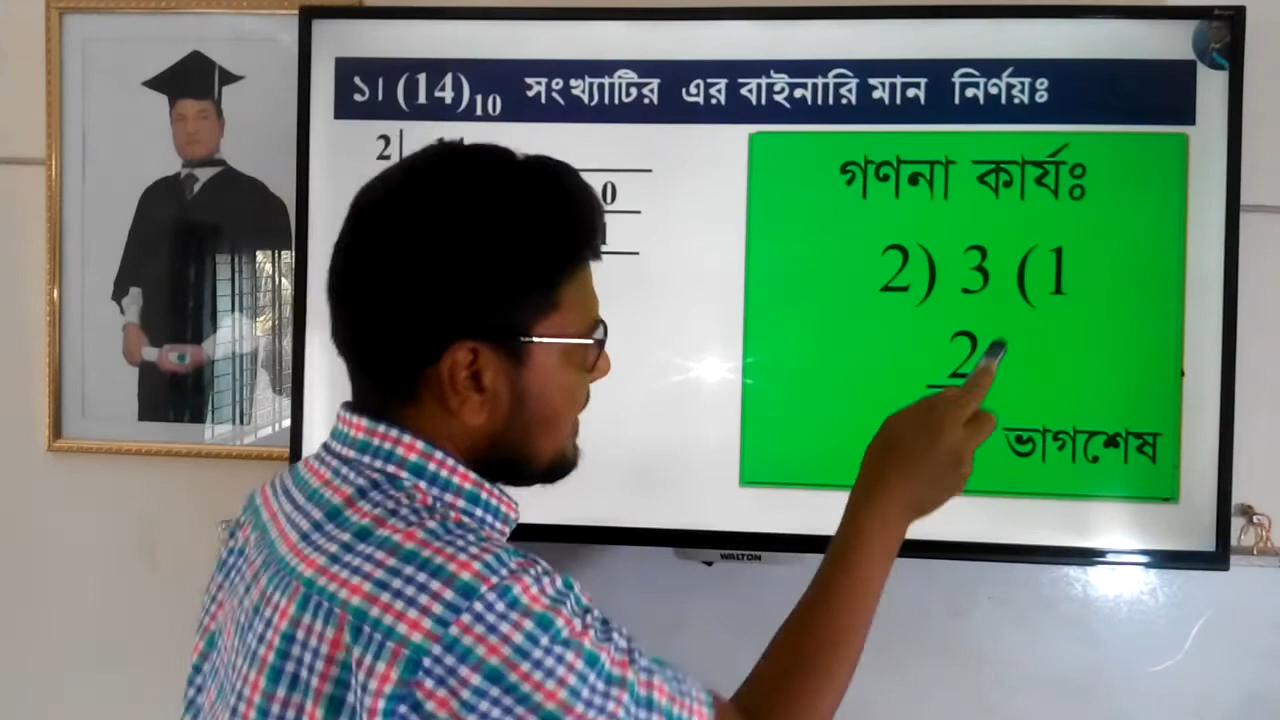 ১। (14)10 সংখ্যাটির এর বাইনারি মান নির্ণয়ঃ
2
0
1
গণনা কার্যঃ
2) 3 (1
2
ভাগশেষ
WALTON